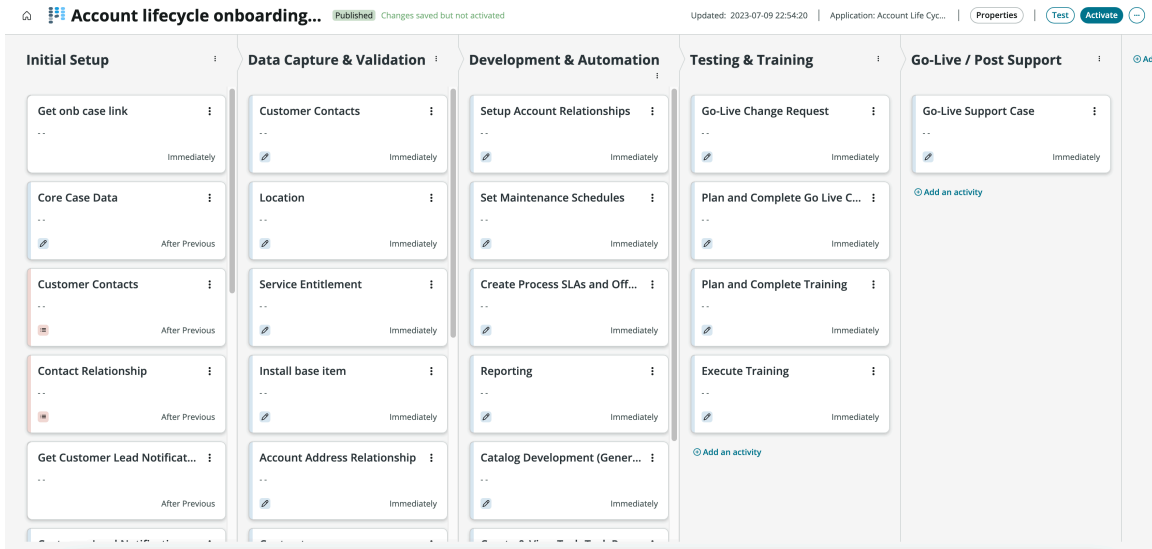 Account lifecycle onboarding...
Published
Changes saved but not activated
Updated: 2023-07-09 22:54:20
Application: Account Life Cyc...
Properties
Test
Activate
Initial Setup
Get onb case link
--
Immediately
Core Case Data
--
After Previous
Customer Contacts
--
After Previous
Contact Relationship
--
After Previous
Get Customer Lead Notificat...
--
After Previous
Data Capture & Validation
Customer Contacts
--
Immediately
Location
--
Immediately
Service Entitlement
--
Immediately
Install base item
--
Immediately
Account Address Relationship
--
Immediately
Development & Automation
Setup Account Relationships
--
Immediately
Set Maintenance Schedules
--
Immediately
Create Process SLAs and Off...
--
Immediately
Reporting
--
Immediately
Catalog Development (Gener...
--
Immediately
Testing & Training
Go-Live Change Request
--
Immediately
Plan and Complete Go Live C...
--
Immediately
Plan and Complete Training
--
Immediately
Execute Training
--
Immediately
Add an activity
Go-Live / Post Support
Go-Live Support Case
--
Immediately
Add an activity
Ad